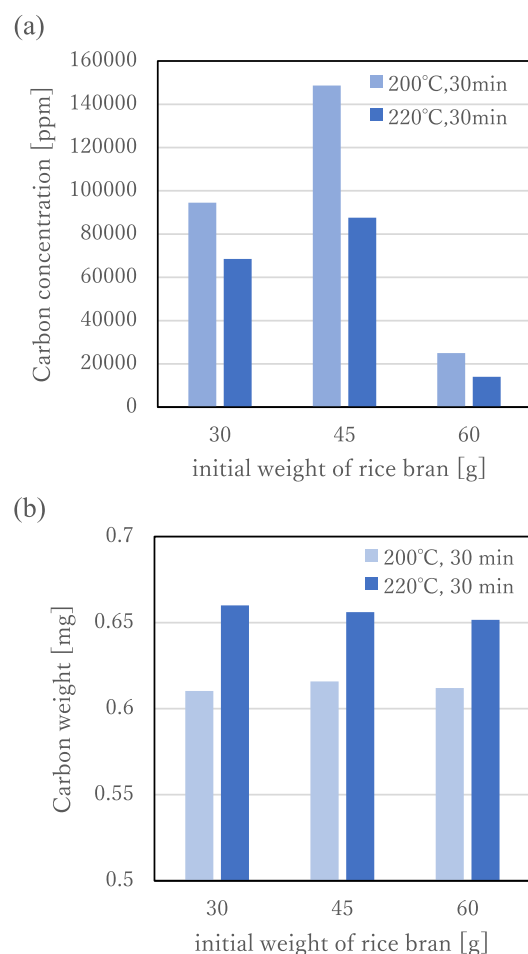 (a)
160000
140000
120000
100000
80000
60000
40000
20000
0
Carbon concentration [ppm]
200℃,30min
220℃,30min
30 45 60
initial weight of rice bran [g]
(b)
0.7
0.65
0.6
0.55
0.5
Carbon weight [mg]
200℃, 30 min
220℃, 30 min
30 45 60
initial weight of rice bran [g]